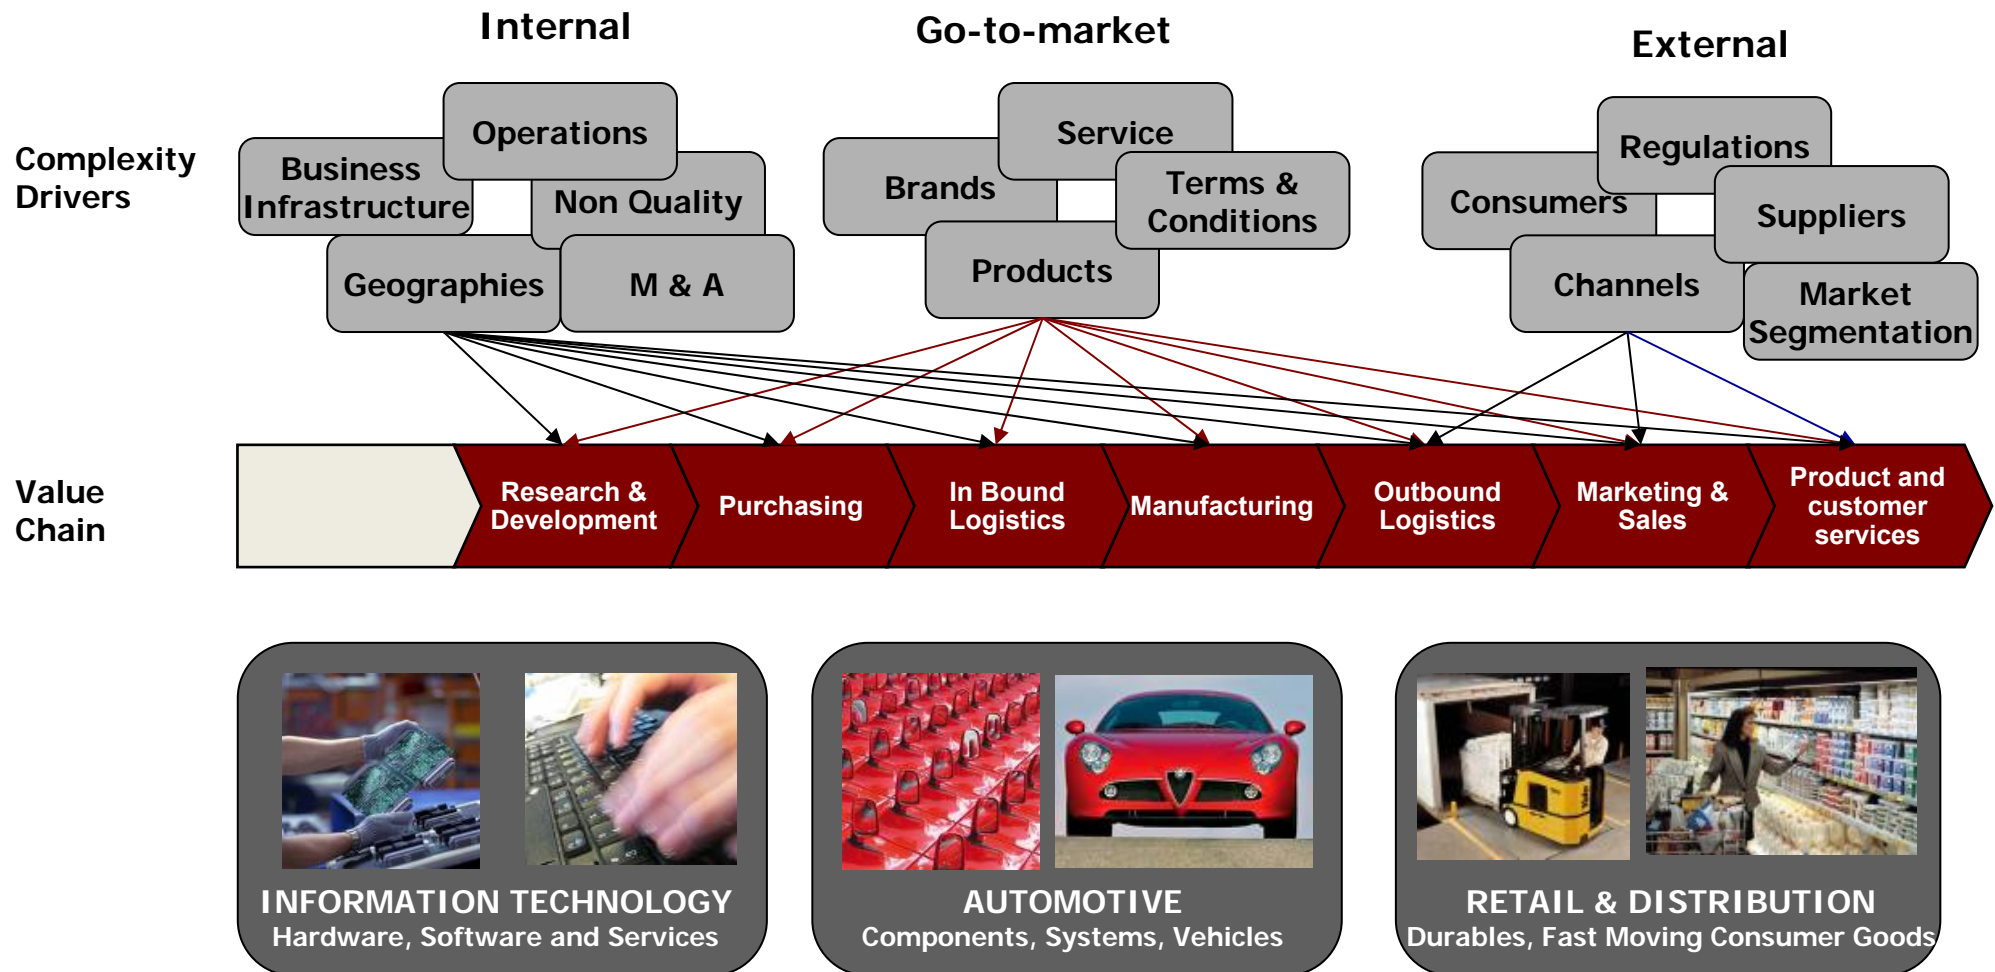 Internal
Go-to-market
External
Complexity
Drivers
Operations
Business
Infrastructure
Non Quality
Geographies
M & A
Service
Brands
Terms &
Conditions
Products
Regulations
Consumers
Suppliers
Channels
Market
Segmentation
Value
Chain
Research &
Development
Purchasing
In Bound
Logistics
Manufacturing
Outbound
Logistics
Marketing &
Sales
Product and
customer
services
INFORMATION TECHNOLOGY
Hardware, Software and Services
AUTOMOTIVE
Components, Systems, Vehicles
RETAIL & DISTRIBUTION
Durables, Fast Moving Consumer Goods